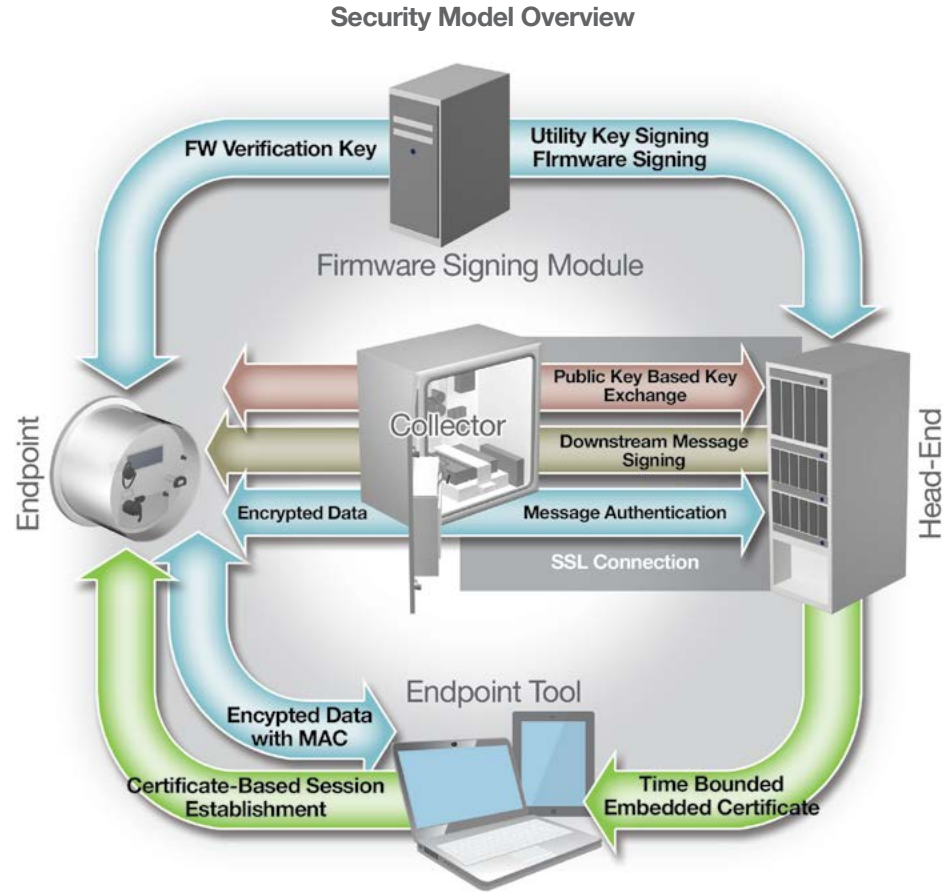 Security Model Overview
FW Verification Key
Utility Key Signing
FIrmware Signing
Firmware Signing Module
Public Key Based Key
Exchange
Collector
Downstream Message
Signing
Endpoint
Head-End
Encrypted Data
Message Authentication
SSL Connection
Endpoint Tool
Encypted Data
with MAC
Certificate-Based Session
Establishment
Time Bounded
Embedded Certificate